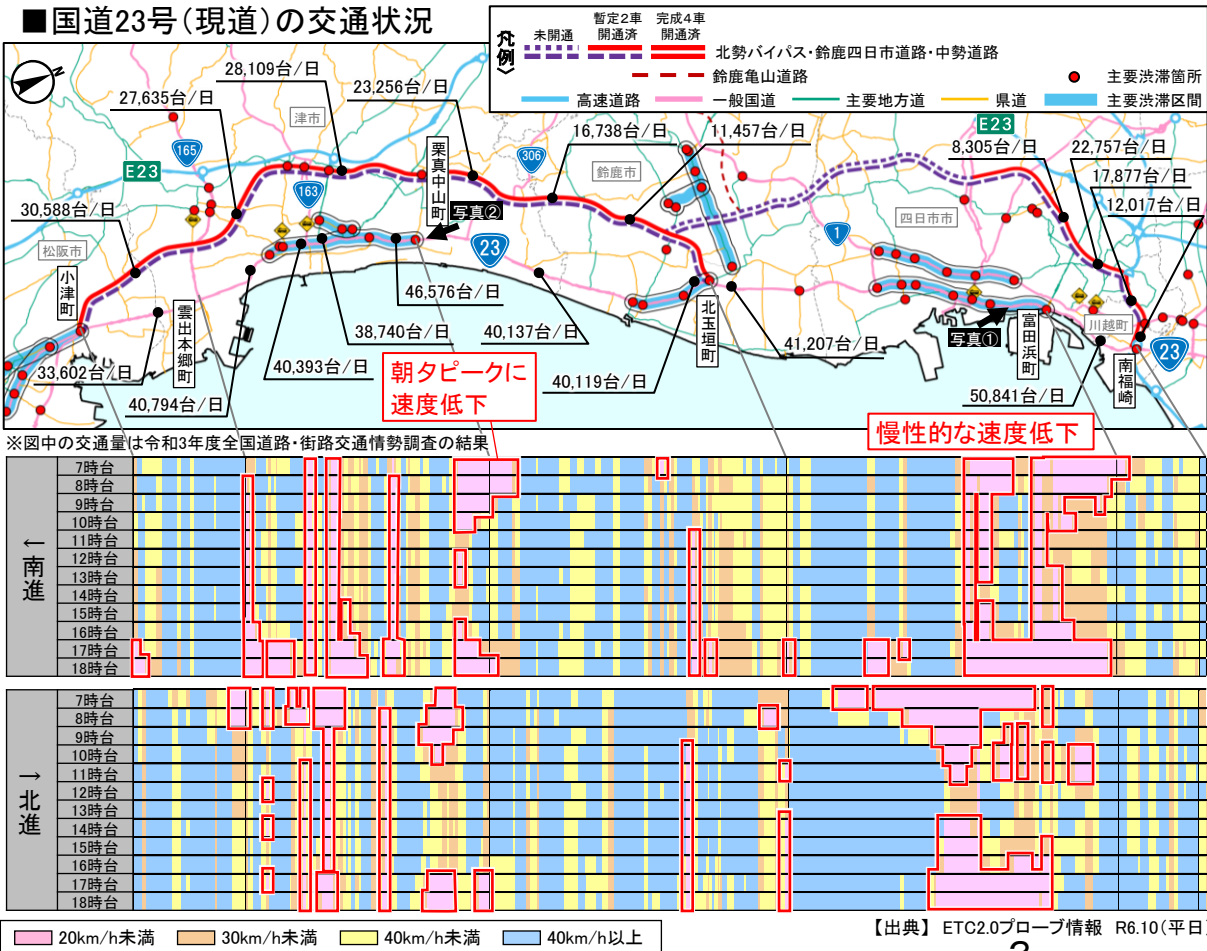 ■国道23号(現道)の交通状況
凡例〉
未開通
暫定2車
開通済
完成4車
開通済
北勢バイパス・鈴鹿四日市道路・中勢道路
鈴鹿亀山道路
主要渋滞箇所
高速道路
一般国道
主要地方道
県道
主要渋滞区間
N
28,109台/日
27,635台/日
23,256台/日
津市
165
E23
163
30,588台/日
松阪市
小津町
雲出本郷町
栗真中山町
写真②
306
16,738台/日
11,457台/日
鈴鹿市
23
E23
8,305台/日
22,757台/日
17,877台/日
12,017台/日
四日市市
1
33,602台/日
40,794台/日
40,393台/日
38,740台/日
46,576台/日
40,137台/日
40,119台/日
北玉垣町
41,207台/日
写真①
富田浜町
川越町
50,841台/日
南福崎
23
朝夕ピークに
速度低下
慢性的な速度低下
※図中の交通量は令和3年度全国道路・街路交通情勢調査の結果
←南進
7時台
8時台
9時台
10時台
11時台
12時台
13時台
14時台
15時台
16時台
17時台
18時台
→北進
7時台
8時台
9時台
10時台
11時台
12時台
13時台
14時台
15時台
16時台
17時台
18時台
20km/h未満
30km/h未満
40km/h未満
40km/h以上
【出典】 ETC2.0プローブ情報 R6.10(平日)